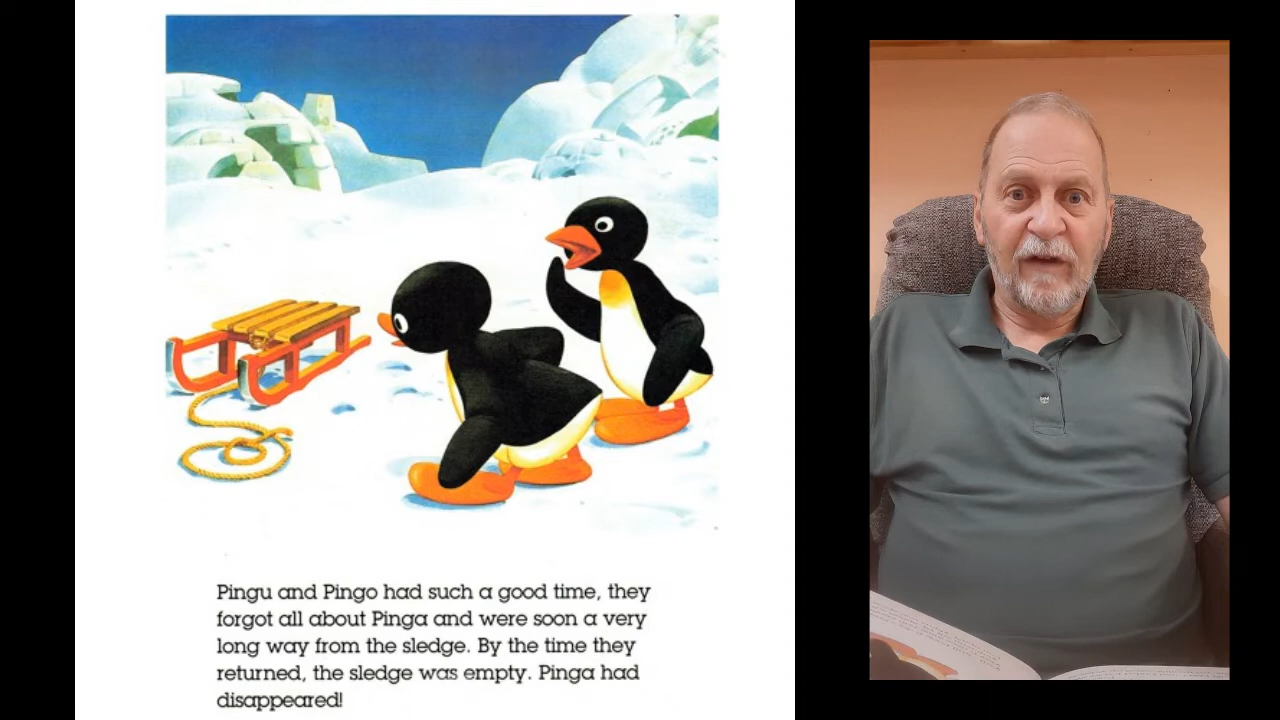 Pingu and Pingo had such a good time, they
forgot all about Pinga and were soon a very
long way from the sledge. By the time they
returned, the sledge was empty. Pinga had
disappeared!